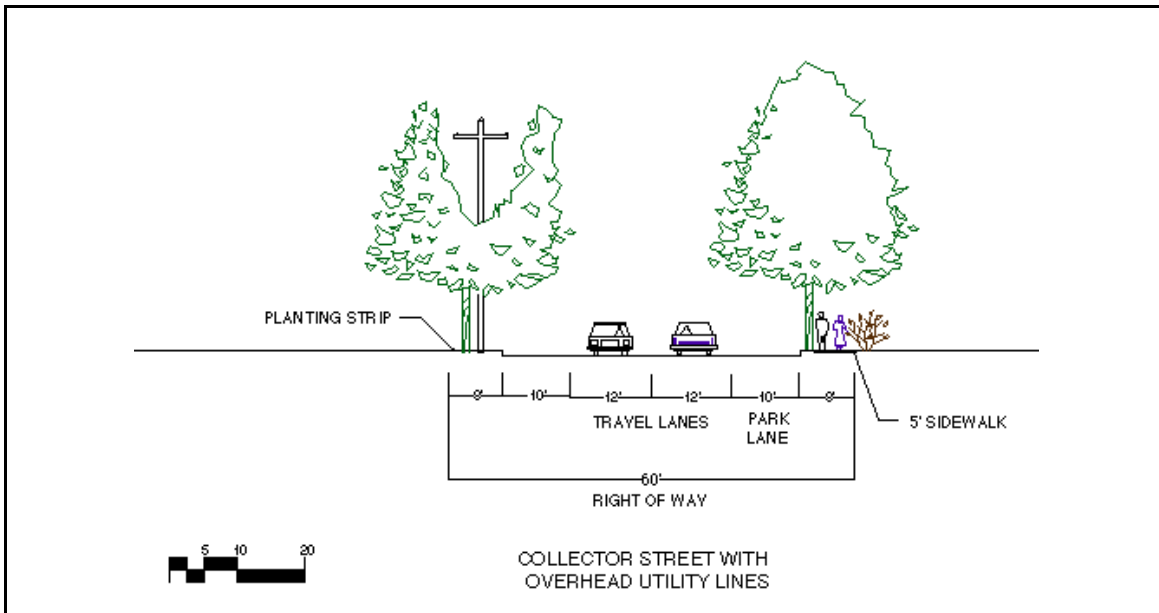 PLANTING STRIP
8' 10' 12' 12' 10' 8'
TRAVEL LANES
PARK
LANE
5' SIDEWALK
60'
RIGHT OF WAY
5 10 20
COLLECTOR STREET WITH
OVERHEAD UTILITY LINES